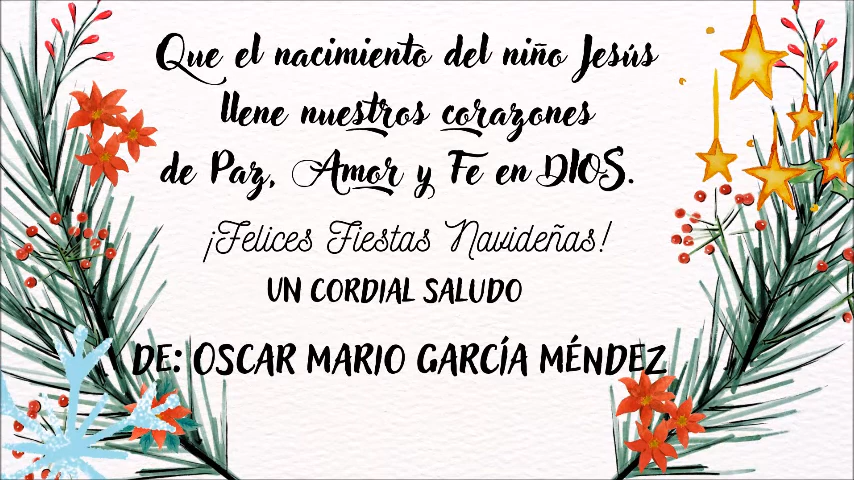 Que el nacimiento del niño Jesús
llene nuestros corazones
de Paz, Amor y Fe en DIOS.
¡Felices Fiestas Navideñas!
UN CORDIAL SALUDO
DE: OSCAR MARIO GARCÍA MÉNDEZ